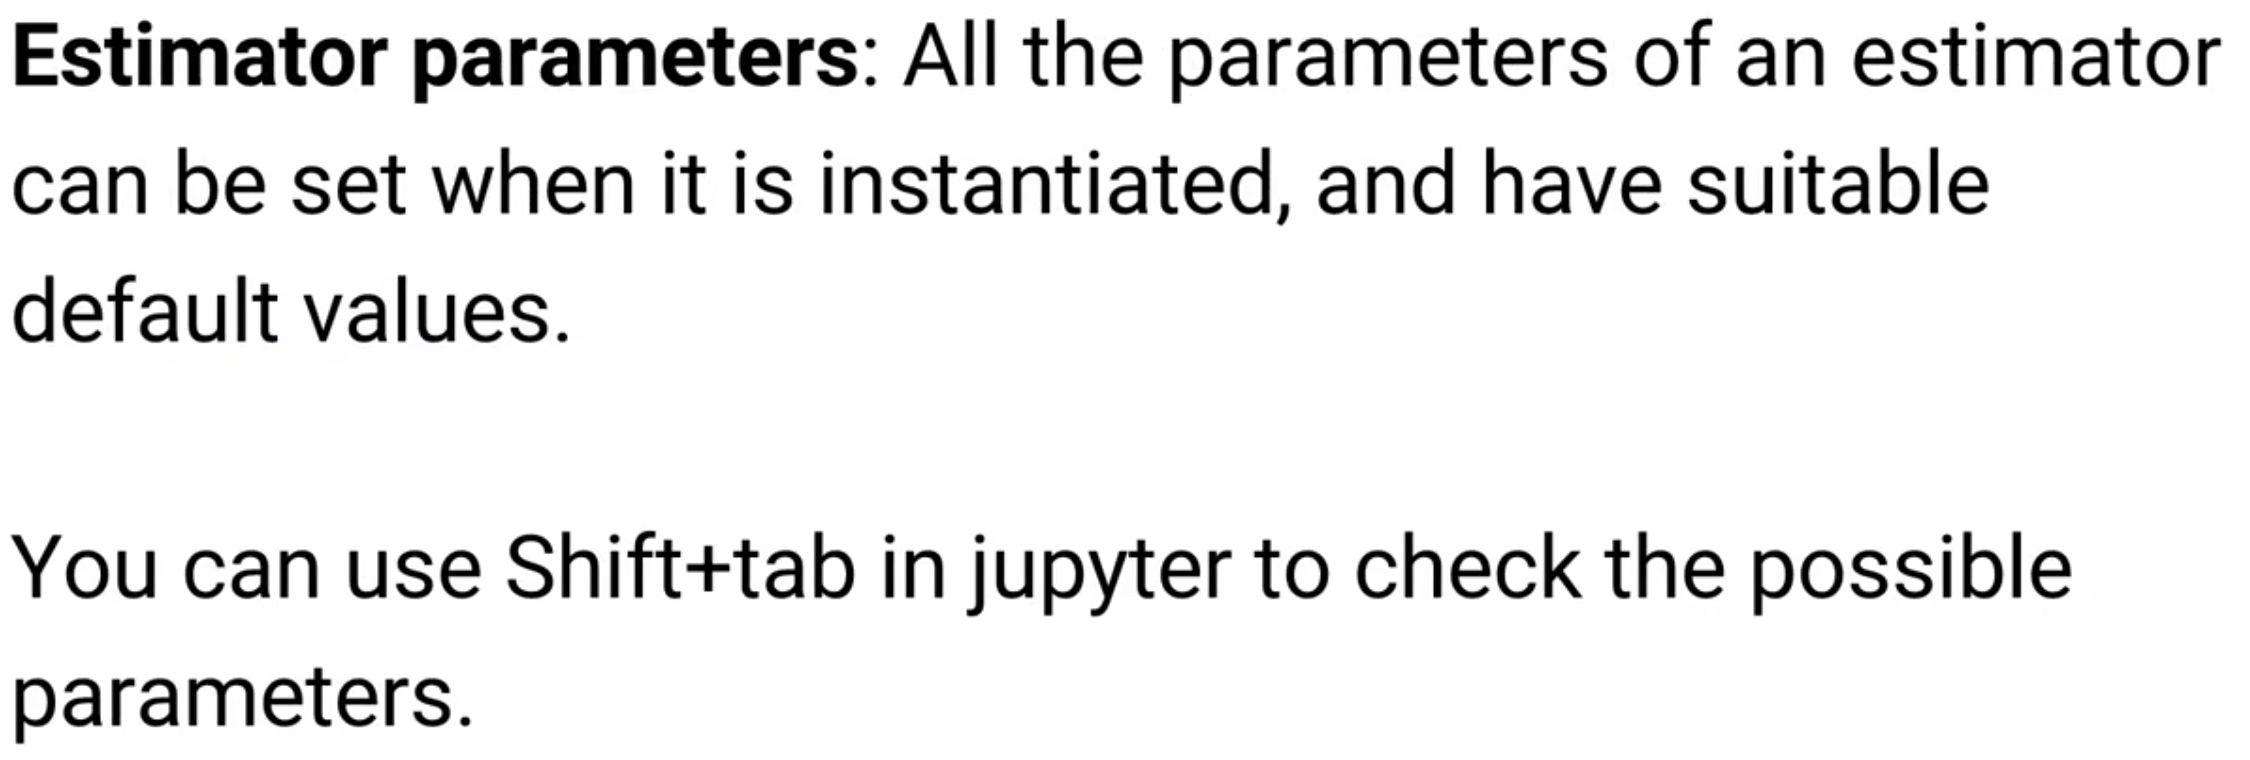 Estimator parameters: All the parameters of an estimator
can be set when it is instantiated, and have suitable
default values.
You can use Shift+tab in jupyter to check the possible
parameters.